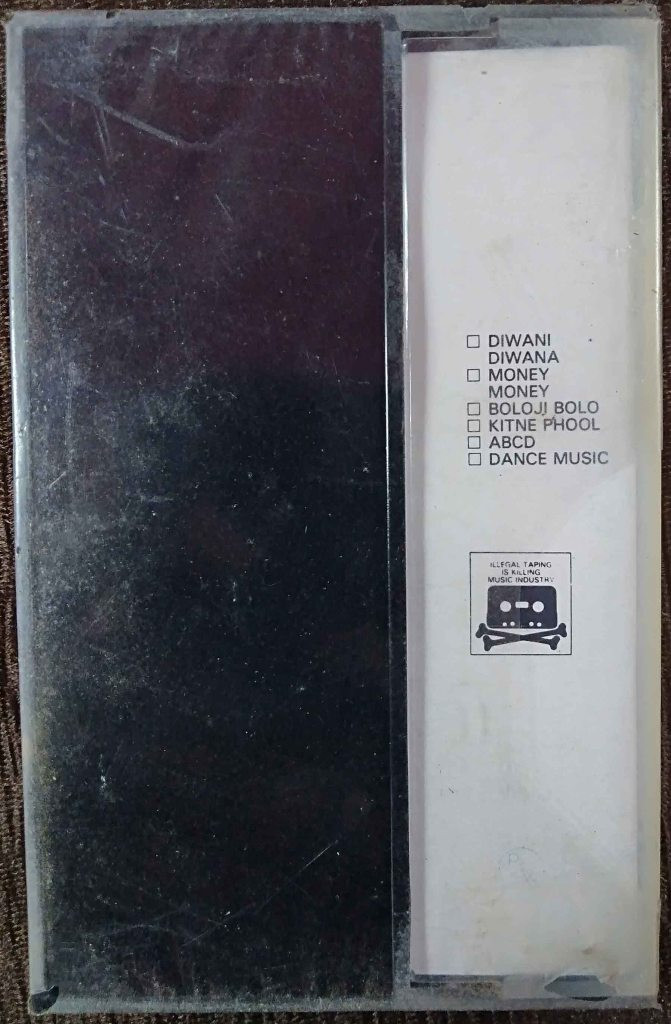 ☐ DIWANI
DIWANA
☐ MONEY
MONEY
☐ BOLOJI BOLO
☐ KITNE PHOOL
☐ ABCD
☐ DANCE MUSIC
ILLEGAL TAPING
IS KILLING
MUSIC INDUSTRY